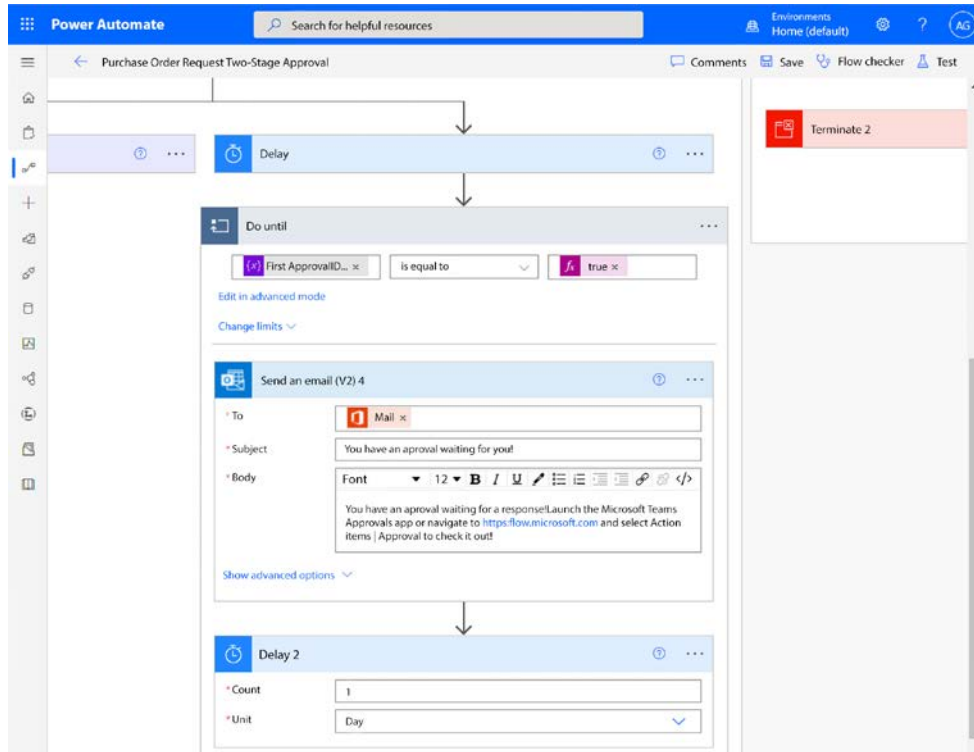 Power Automate
Search for helpful resources
Environments
Home (default)
?
AG
Purchase Order Request Two-Stage Approval
Comments
Save
Flow checker
Test
Terminate 2
Delay
Do until
{x} First ApprovalID... ×
is equal to
fx true ×
Edit in advanced mode
Change limits
Send an email (V2) 4
* To
Mail ×
* Subject
You have an aproval waiting for you!
* Body
Font 12 B I U </>
You have an aproval waiting for a response!Launch the Microsoft Teams
Approvals app or navigate to https:flow.microsoft.com and select Action
items | Approval to check it out!
Show advanced options
Delay 2
* Count
1
* Unit
Day